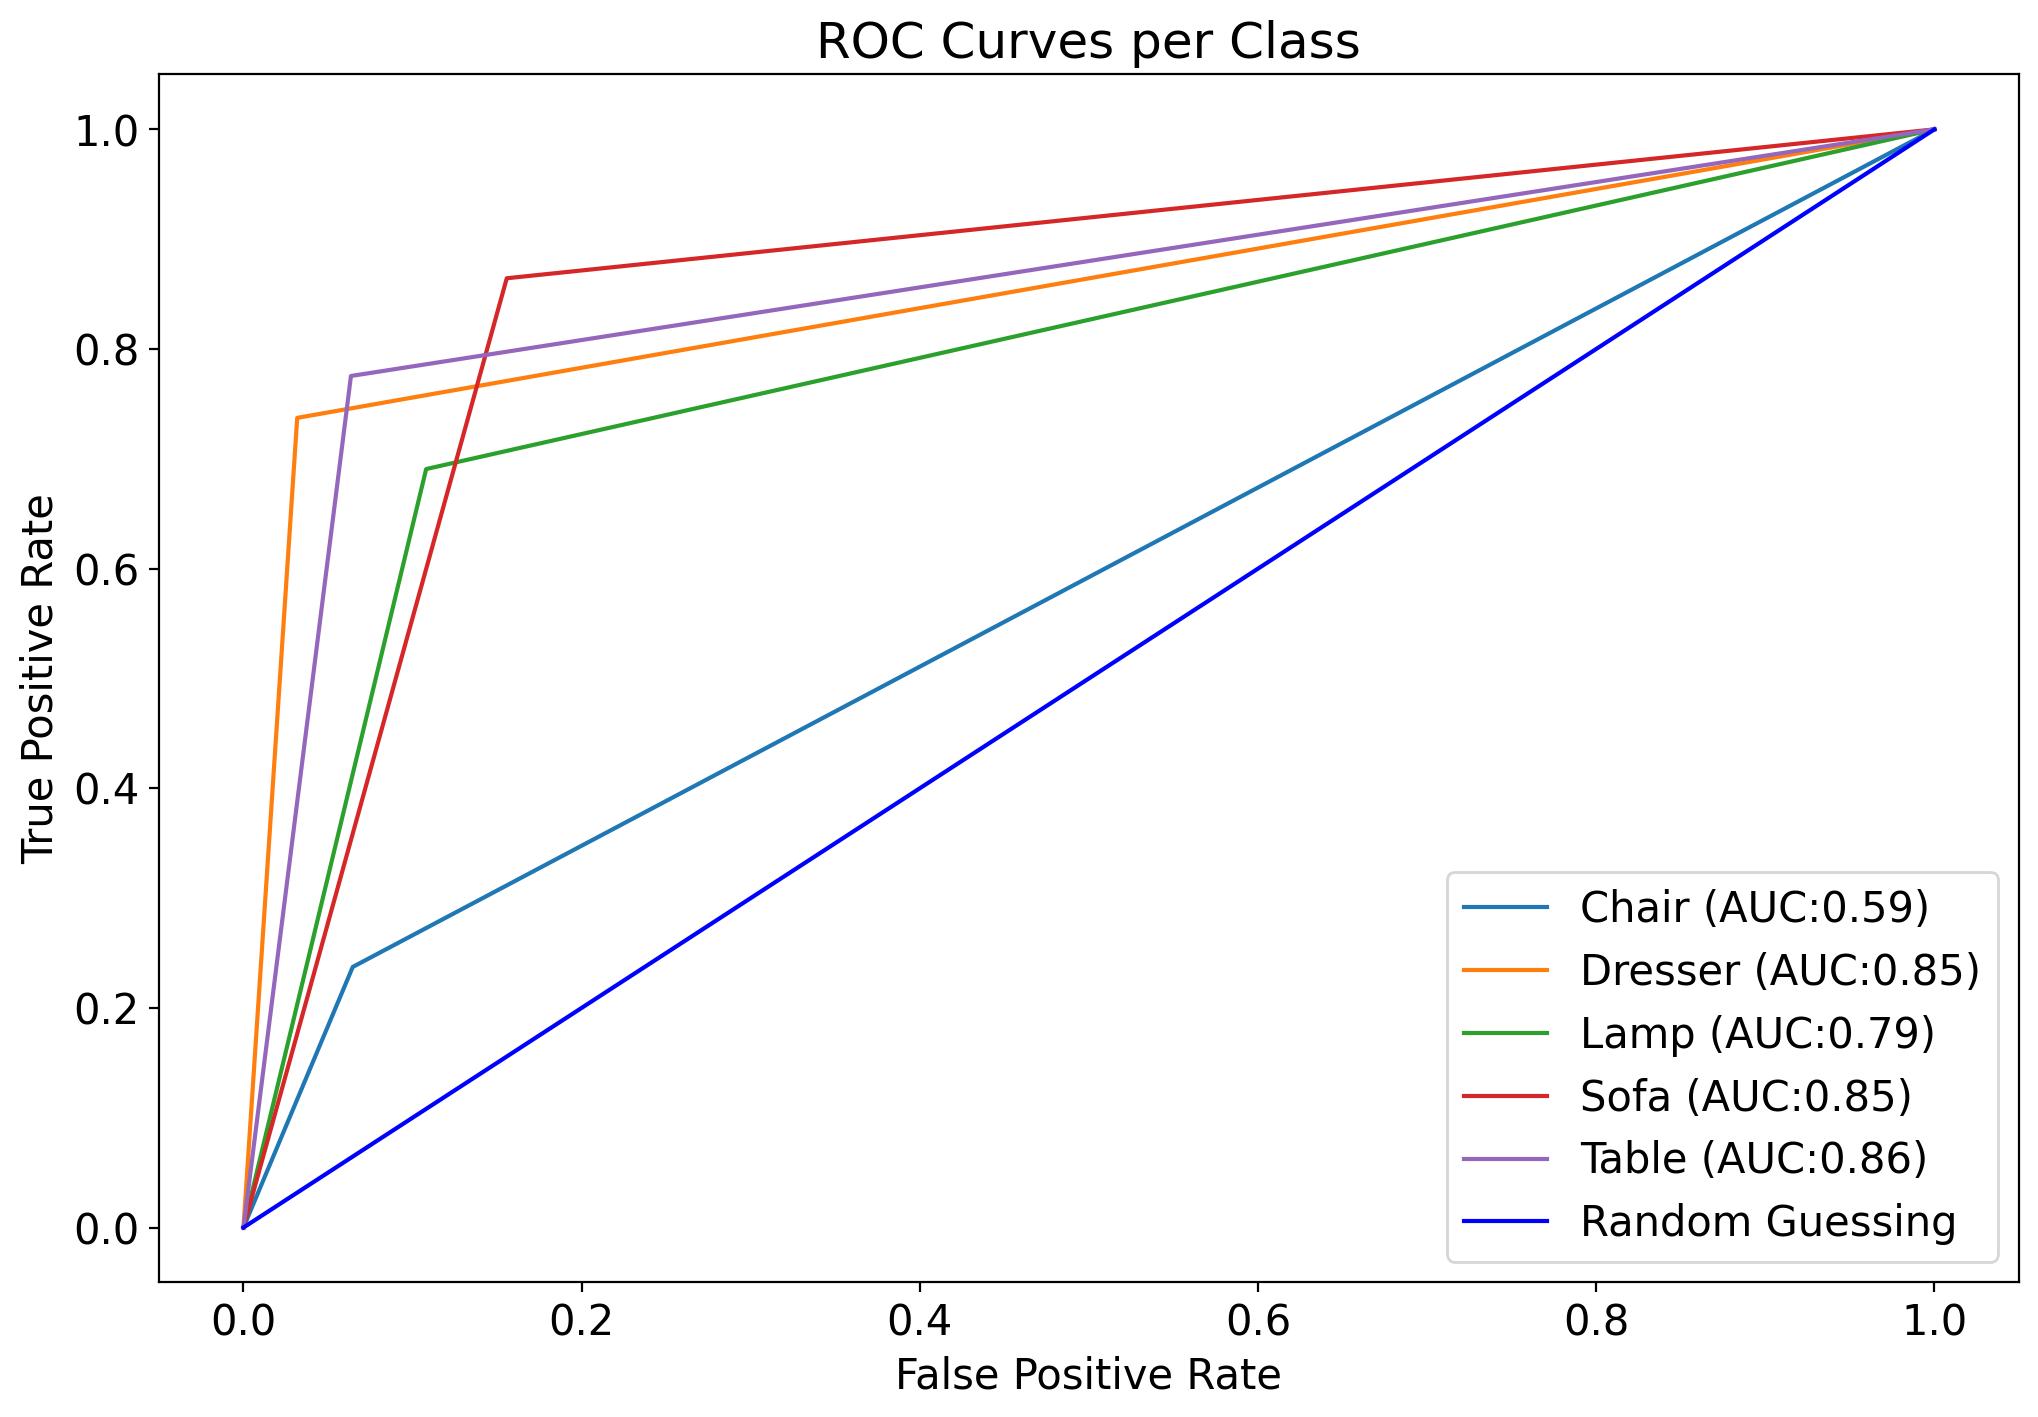 ROC Curves per Class
1.0
0.8
0.6
0.4
0.2
0.0
True Positive Rate
Chair (AUC:0.59)
Dresser (AUC:0.85)
Lamp (AUC:0.79)
Sofa (AUC:0.85)
Table (AUC:0.86)
Random Guessing
0.0 0.2 0.4 0.6 0.8 1.0
False Positive Rate